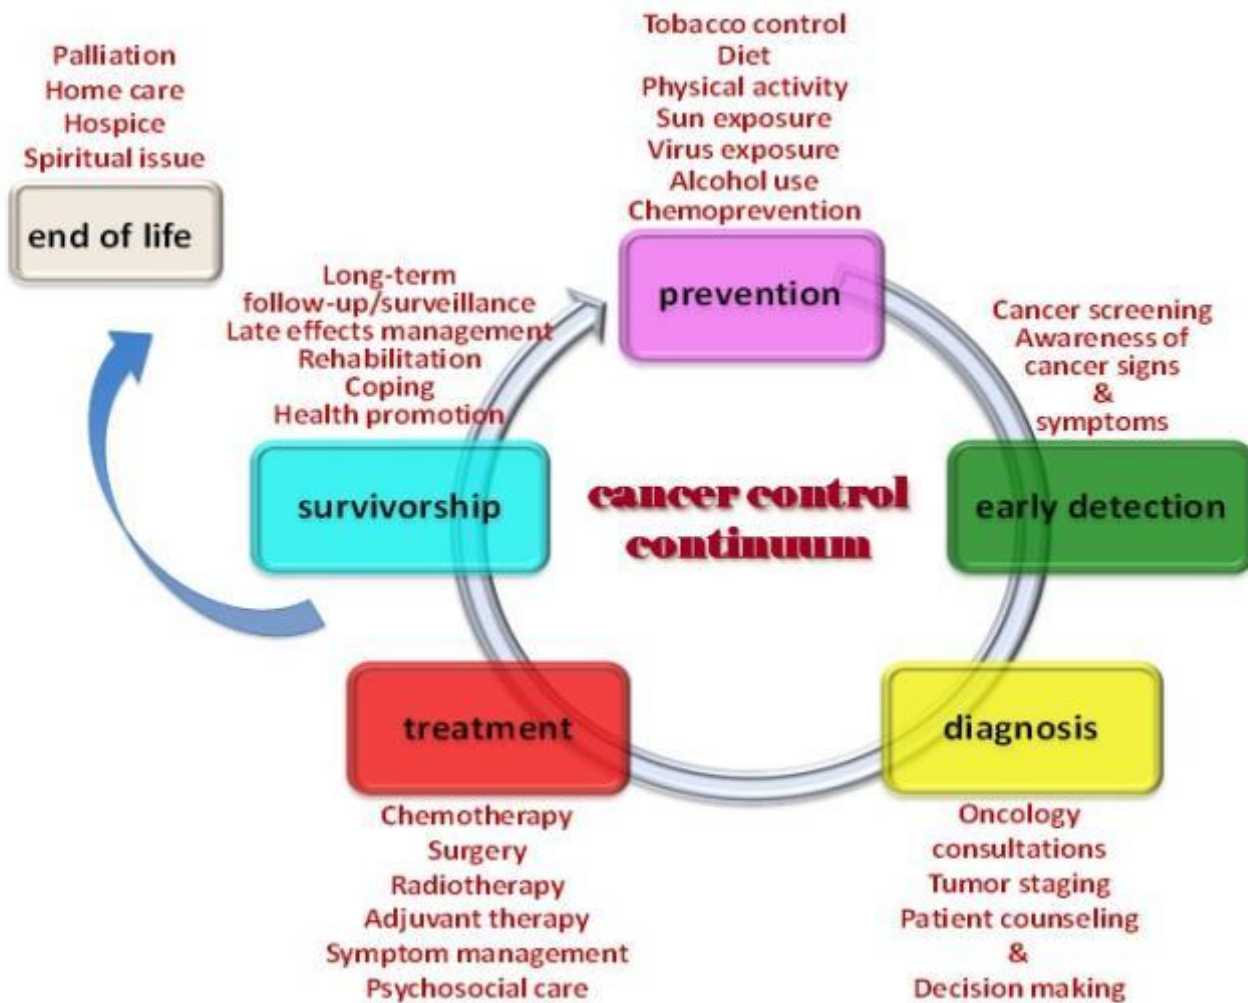 Palliation
Home care
Hospice
Spiritual issue
end of life
Tobacco control
Diet
Physical activity
Sun exposure
Virus exposure
Alcohol use
Chemoprevention
prevention
Cancer screening
Awareness of
cancer signs
&
symptoms
early detection
Long-term
follow-up/surveillance
Late effects management
Rehabilitation
Coping
Health promotion
survivorship
cancer control
continuum
treatment
Chemotherapy
Surgery
Radiotherapy
Adjuvant therapy
Symptom management
Psychosocial care
diagnosis
Oncology
consultations
Tumor staging
Patient counseling
&
Decision making